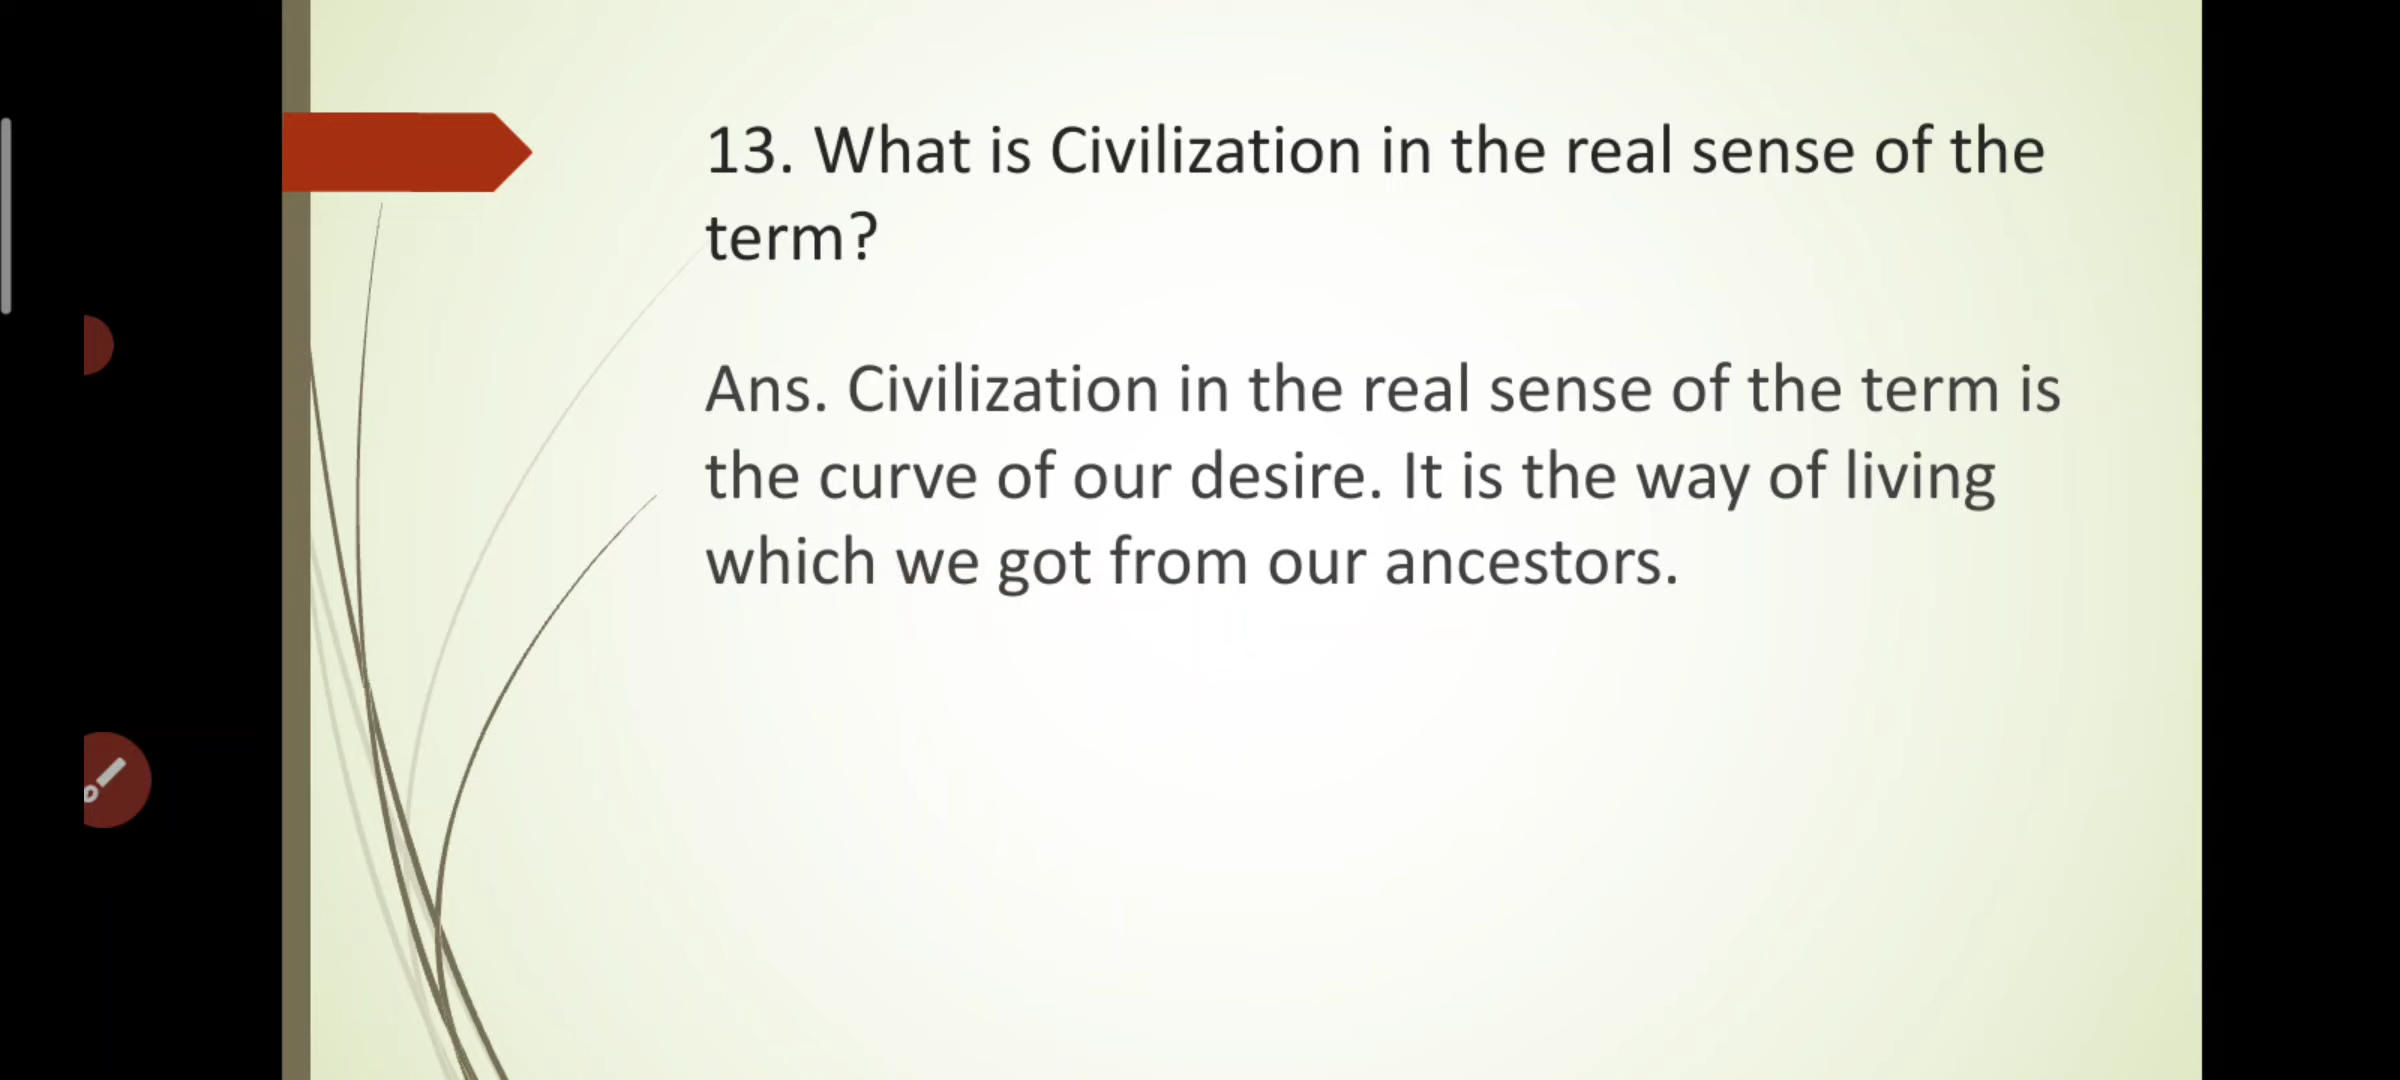 13. What is Civilization in the real sense of the
term?
Ans. Civilization in the real sense of the term is
the curve of our desire. It is the way of living
which we got from our ancestors.